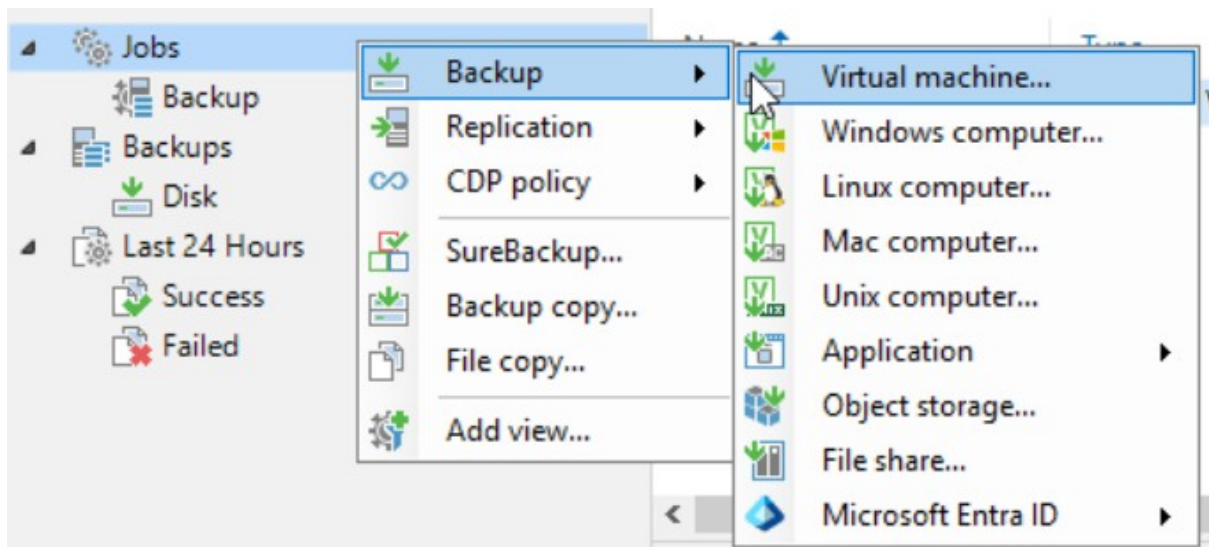 Jobs
Backup
Backups
Disk
Last 24 Hours
Success
Failed
Backup
Replication
CDP policy
SureBackup...
Backup copy...
File copy...
Add view...
Virtual machine...
Windows computer...
Linux computer...
Mac computer...
Unix computer...
Application
Object storage...
File share...
Microsoft Entra ID